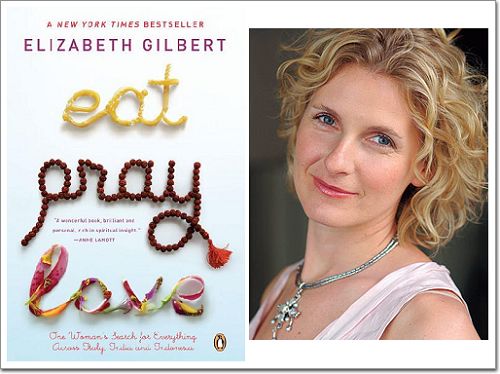 A NEW YORK TIMES BESTSELLER
ELIZABETH GILBERT
eat
pray
love
"A wonderful book, brilliant and
personal, rich in spiritual insight."
—ANNE LAMOTT
One Woman's Search for Everything
Across Italy, India and Indonesia